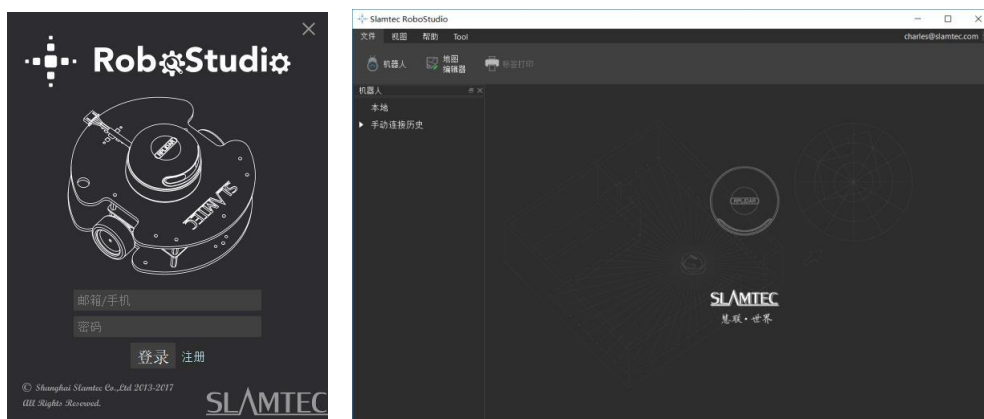 RoboStudio
RPLIDAR
SLAMTEC
邮箱/手机
密码
登录 注册
© Shanghai Slamtec Co.,Ltd 2013-2017
All Rights Reserved.
SLAMTEC
Slamtec RoboStudio
文件 视图 帮助 Tool
charles@slamtec.com
机器人
地图
编辑器
标签打印
机器人
本地
手动连接历史
RPLIDAR
SLAMTEC
慧联·世界